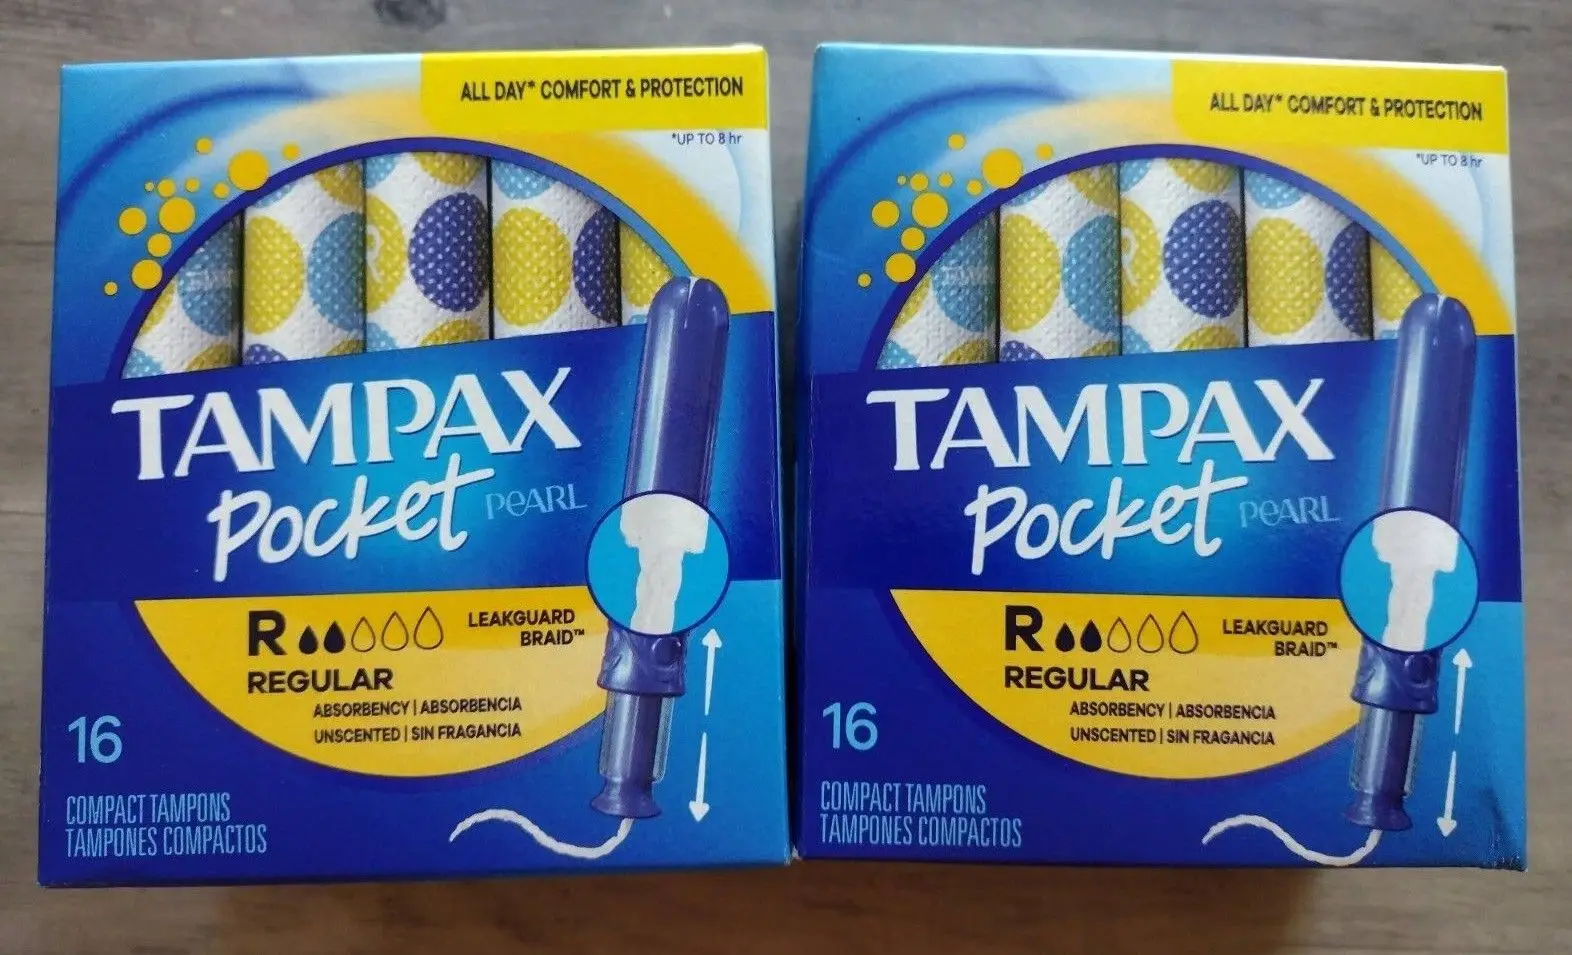 ALL DAY* COMFORT & PROTECTION
*UP TO 8 hr
TAMPAX
Pocket PEARL
R
REGULAR
LEAKGUARD
BRAID™
ABSORBENCY | ABSORBENCIA
UNSCENTED | SIN FRAGANCIA
16
COMPACT TAMPONS
TAMPONES COMPACTOS
ALL DAY* COMFORT & PROTECTION
*UP TO 8 hr
TAMPAX
Pocket PEARL
R
REGULAR
LEAKGUARD
BRAID™
ABSORBENCY | ABSORBENCIA
UNSCENTED | SIN FRAGANCIA
16
COMPACT TAMPONS
TAMPONES COMPACTOS